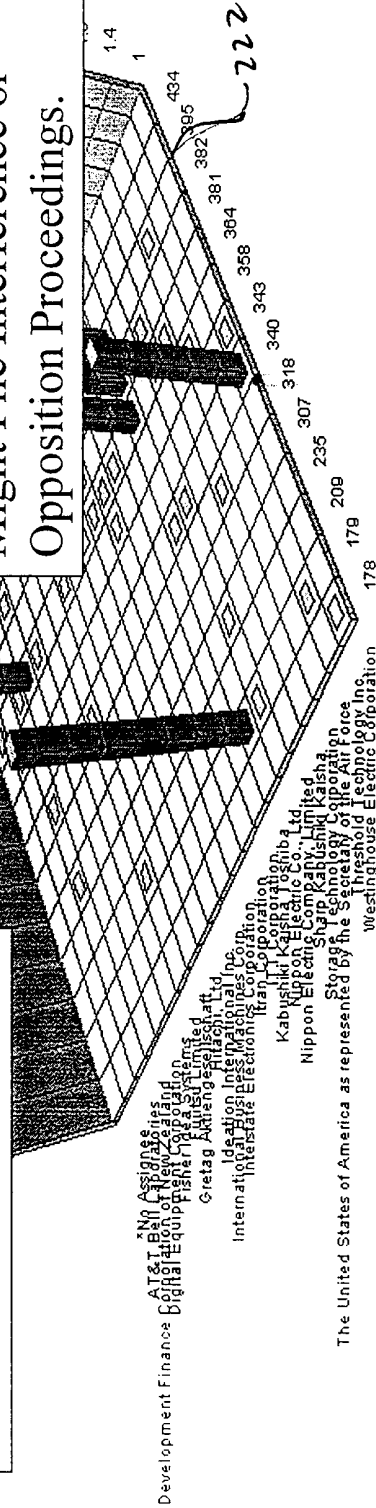 Might File Interference or
Opposition Proceedings.
1.4
1
434
395
382
381
364
358
343
340
318
307
235
209
179
178
222
*No Assignee
AT&T Bell Laboratories
Development Finance Corporation of New Zealand
Digital Equipment Corporation
Fisher Idea Systems
Fujitsu Limited
Gretag Aktiengesellschaft
Hitachi, Ltd
Ideation International Inc.
International Business Machines Corp
Interstate Electronics Corporation
Itran Corporation
ITT Corporation
Kabushiki Kaisha Toshiba
Nippon Electric Co., Ltd.
Nippon Electric Company, Limited
Sharp Kabushiki Kaisha
Storage Technology Corporation
The United States of America as represented by the Secretary of the Air Force
Threshold Technology Inc.
Westinghouse Electric Corporation